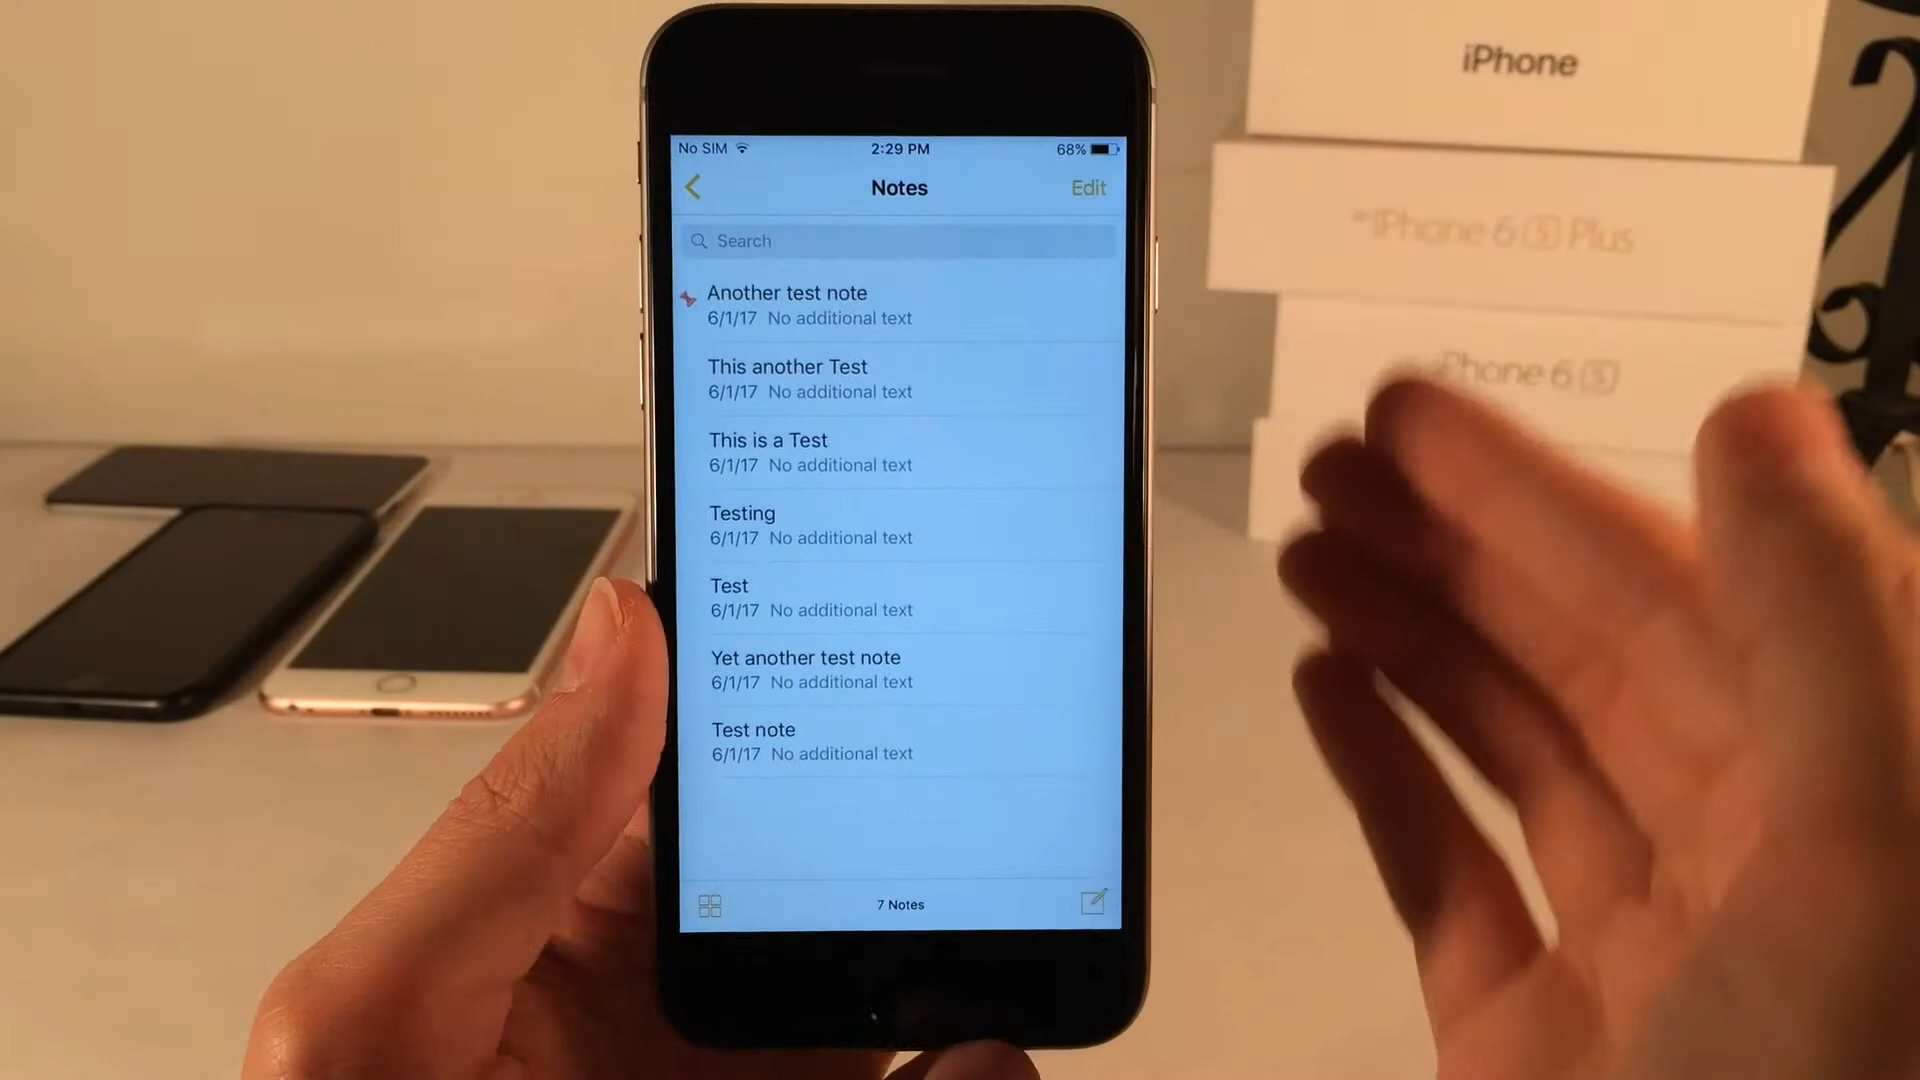 iPhone
No SIM 2:29 PM 68%
Notes Edit
iPhone 6S Plus
Search
Another test note
6/1/17 No additional text
This another Test
iPhone 6S
6/1/17 No additional text
This is a Test
6/1/17 No additional text
Testing
6/1/17 No additional text
Test
6/1/17 No additional text
Yet another test note
6/1/17 No additional text
Test note
6/1/17 No additional text
7 Notes